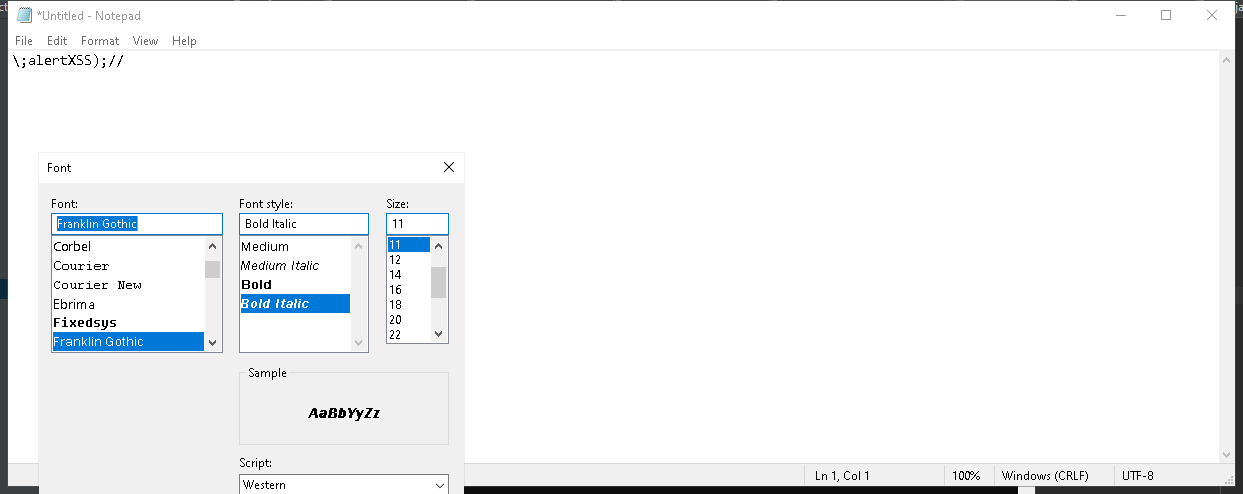 *Untitled - Notepad
File Edit Format View Help
\;alertXSS);//
Font
Font: Font style: Size:
Franklin Gothic Bold Italic 11
Corbel Medium 11
Courier Medium Italic 12
Courier New Bold 14
Ebrima Bold Italic 16
Fixedsys 18
Franklin Gothic 20
22
Sample
AaBbYyZz
Script:
Western
Ln 1, Col 1 100% Windows (CRLF) UTF-8